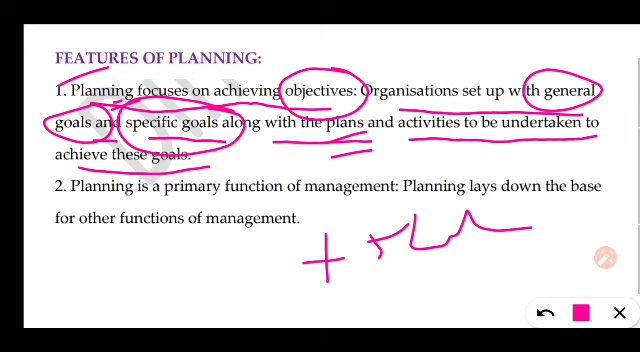 FEATURES OF PLANNING:
1. Planning focuses on achieving objectives: Organisations set up with general
goals and specific goals along with the plans and activities to be undertaken to
achieve these goals.
2. Planning is a primary function of management: Planning lays down the base
for other functions of management.